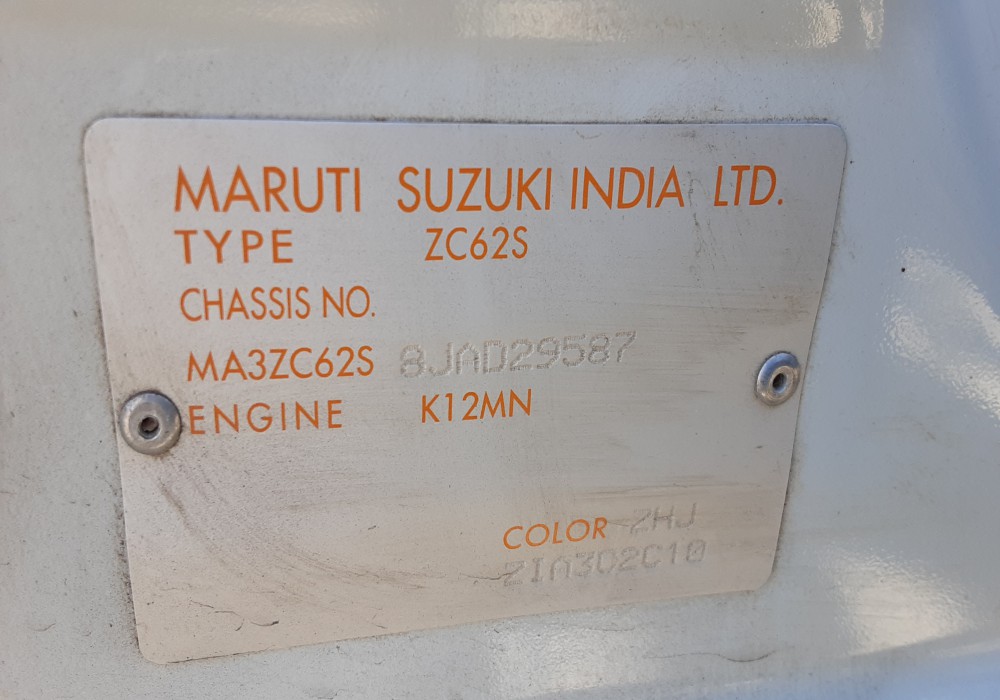 MARUTI SUZUKI INDIA LTD.
TYPE ZC62S
CHASSIS NO.
MA3ZC62S 8JAD29587
ENGINE K12MN
COLOR ZHJ
ZIA3D2C10